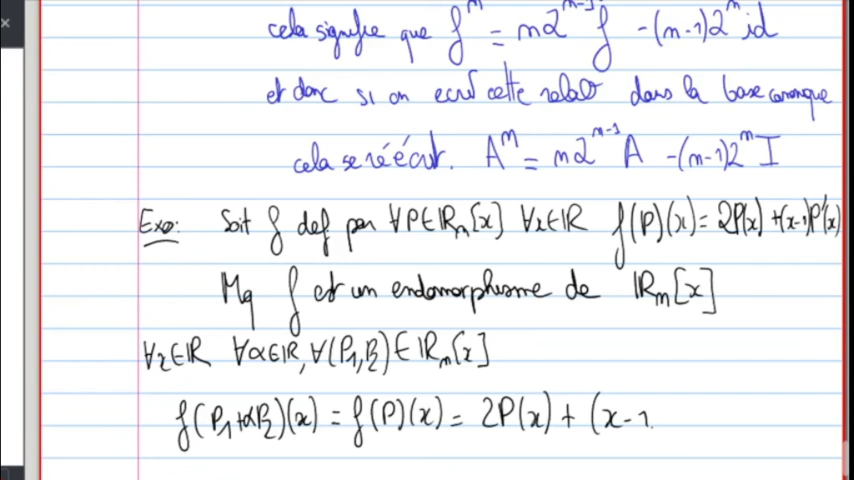 cela signifie que f^n = n2^{n-1} f - (n-1)2^n id
et donc si on ecrit cette relat° dans la base canonique
cela se réécrit. A^n = n2^{n-1} A - (n-1)2^n I
Exo: Soit f def par ∀P∈ℝn[x] ∀x∈ℝ f(P)(x) = 2P(x) + (x-1)P'(x)
Mq f est un endomorphisme de ℝn[x]
∀x∈ℝ ∀α∈ℝ, ∀(P1,P2)∈ℝn[x]
f(P1+αP2)(x) = f(P)(x) = 2P(x) + (x-1